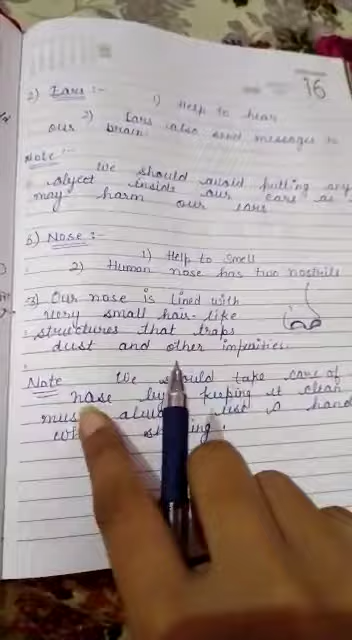 16
2) Ears :-
1) Help to hear
2) Ears also send messages to
our brain.
Note :-
We should avoid putting any
object inside our ears as
may harm our ears
6) Nose :-
1) Help to smell
2) Human nose has two nostrils
3) Our nose is lined with
very small hair like
structures that traps
dust and other impurities.
Note We should take care of
nose by keeping it clean
mus a hand